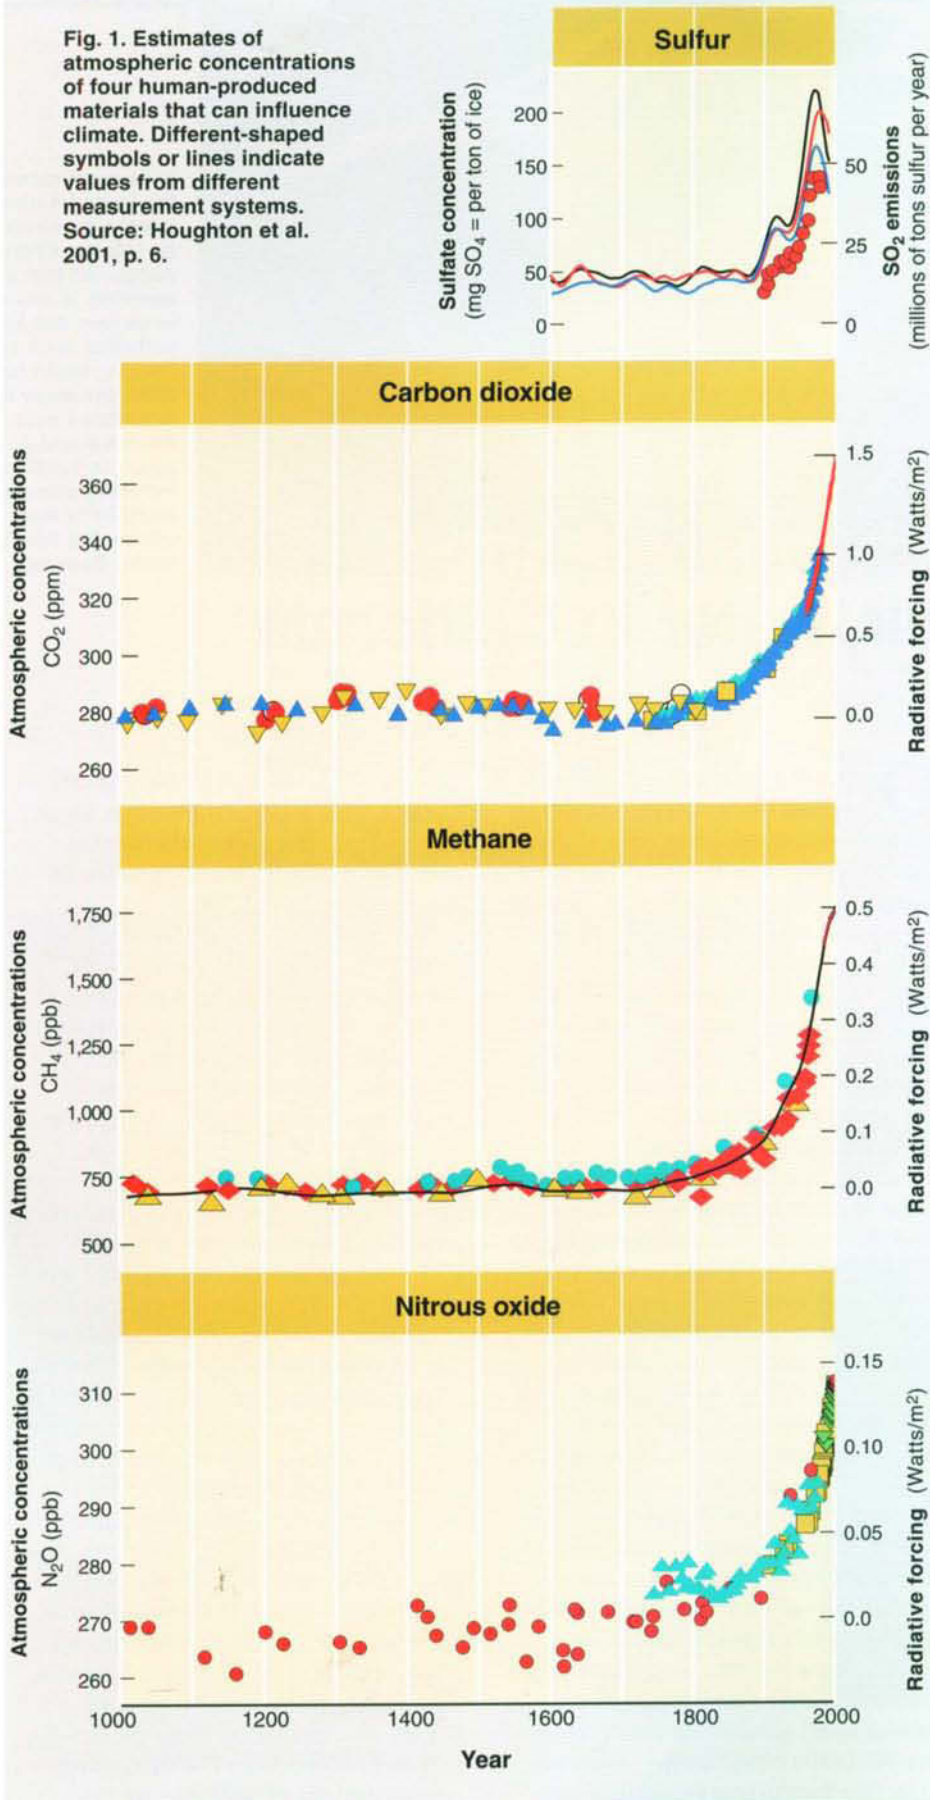 Fig. 1. Estimates of
atmospheric concentrations
of four human-produced
materials that can influence
climate. Different-shaped
symbols or lines indicate
values from different
measurement systems.
Source: Houghton et al.
2001, p. 6.
Sulfur
Sulfate concentration
(mg SO₄ = per ton of ice)
200
150
100
50
0
50
25
0
SO₂ emissions
(millions of tons sulfur per year)
Carbon dioxide
Atmospheric concentrations
CO₂ (ppm)
360
340
320
300
280
260
1.5
1.0
0.5
0.0
Radiative forcing (Watts/m²)
Methane
Atmospheric concentrations
CH₄ (ppb)
1,750
1,500
1,250
1,000
750
500
0.5
0.4
0.3
0.2
0.1
0.0
Radiative forcing (Watts/m²)
Nitrous oxide
Atmospheric concentrations
N₂O (ppb)
310
300
290
280
270
260
0.15
0.10
0.05
0.0
Radiative forcing (Watts/m²)
1000 1200 1400 1600 1800 2000
Year